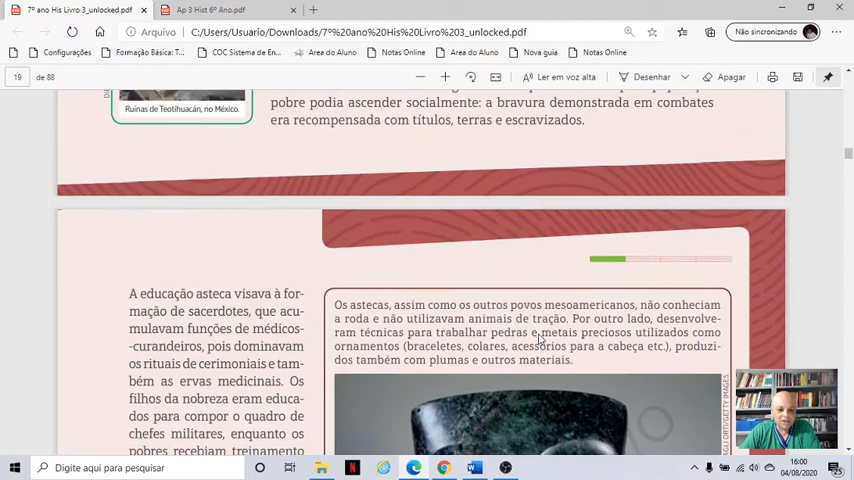 7º ano His Livro 3_unlocked.pdf
Ap 3 Hist 6º Ano.pdf
Arquivo
C:/Users/Usuario/Downloads/7º%20ano%20His%20Livro%203_unlocked.pdf
Não sincronizando
Configurações
Formação Básica: T...
COC Sistema de En...
Area do Aluno
Notas Online
Area do Aluno
Nova guia
Notas Online
19
de 88
Ler em voz alta
Desenhar
Apagar
pobre podia ascender socialmente: a bravura demonstrada em combates
era recompensada com títulos, terras e escravizados.
Ruínas de Teotihuacán, no México.
A educação asteca visava à for-
mação de sacerdotes, que acu-
mulavam funções de médicos-
-curandeiros, pois dominavam
os rituais de cerimoniais e tam-
bém as ervas medicinais. Os
filhos da nobreza eram educa-
dos para compor o quadro de
chefes militares, enquanto os
pobres recebiam treinamento
Os astecas, assim como os outros povos mesoamericanos, não conheciam
a roda e não utilizavam animais de tração. Por outro lado, desenvolve-
ram técnicas para trabalhar pedras e metais preciosos utilizados como
ornamentos (braceletes, colares, acessórios para a cabeça etc.), produzi-
dos também com plumas e outros materiais.
AGLI ORTI/GETTY IMAGES
Digite aqui para pesquisar
16:00
04/08/2020
25